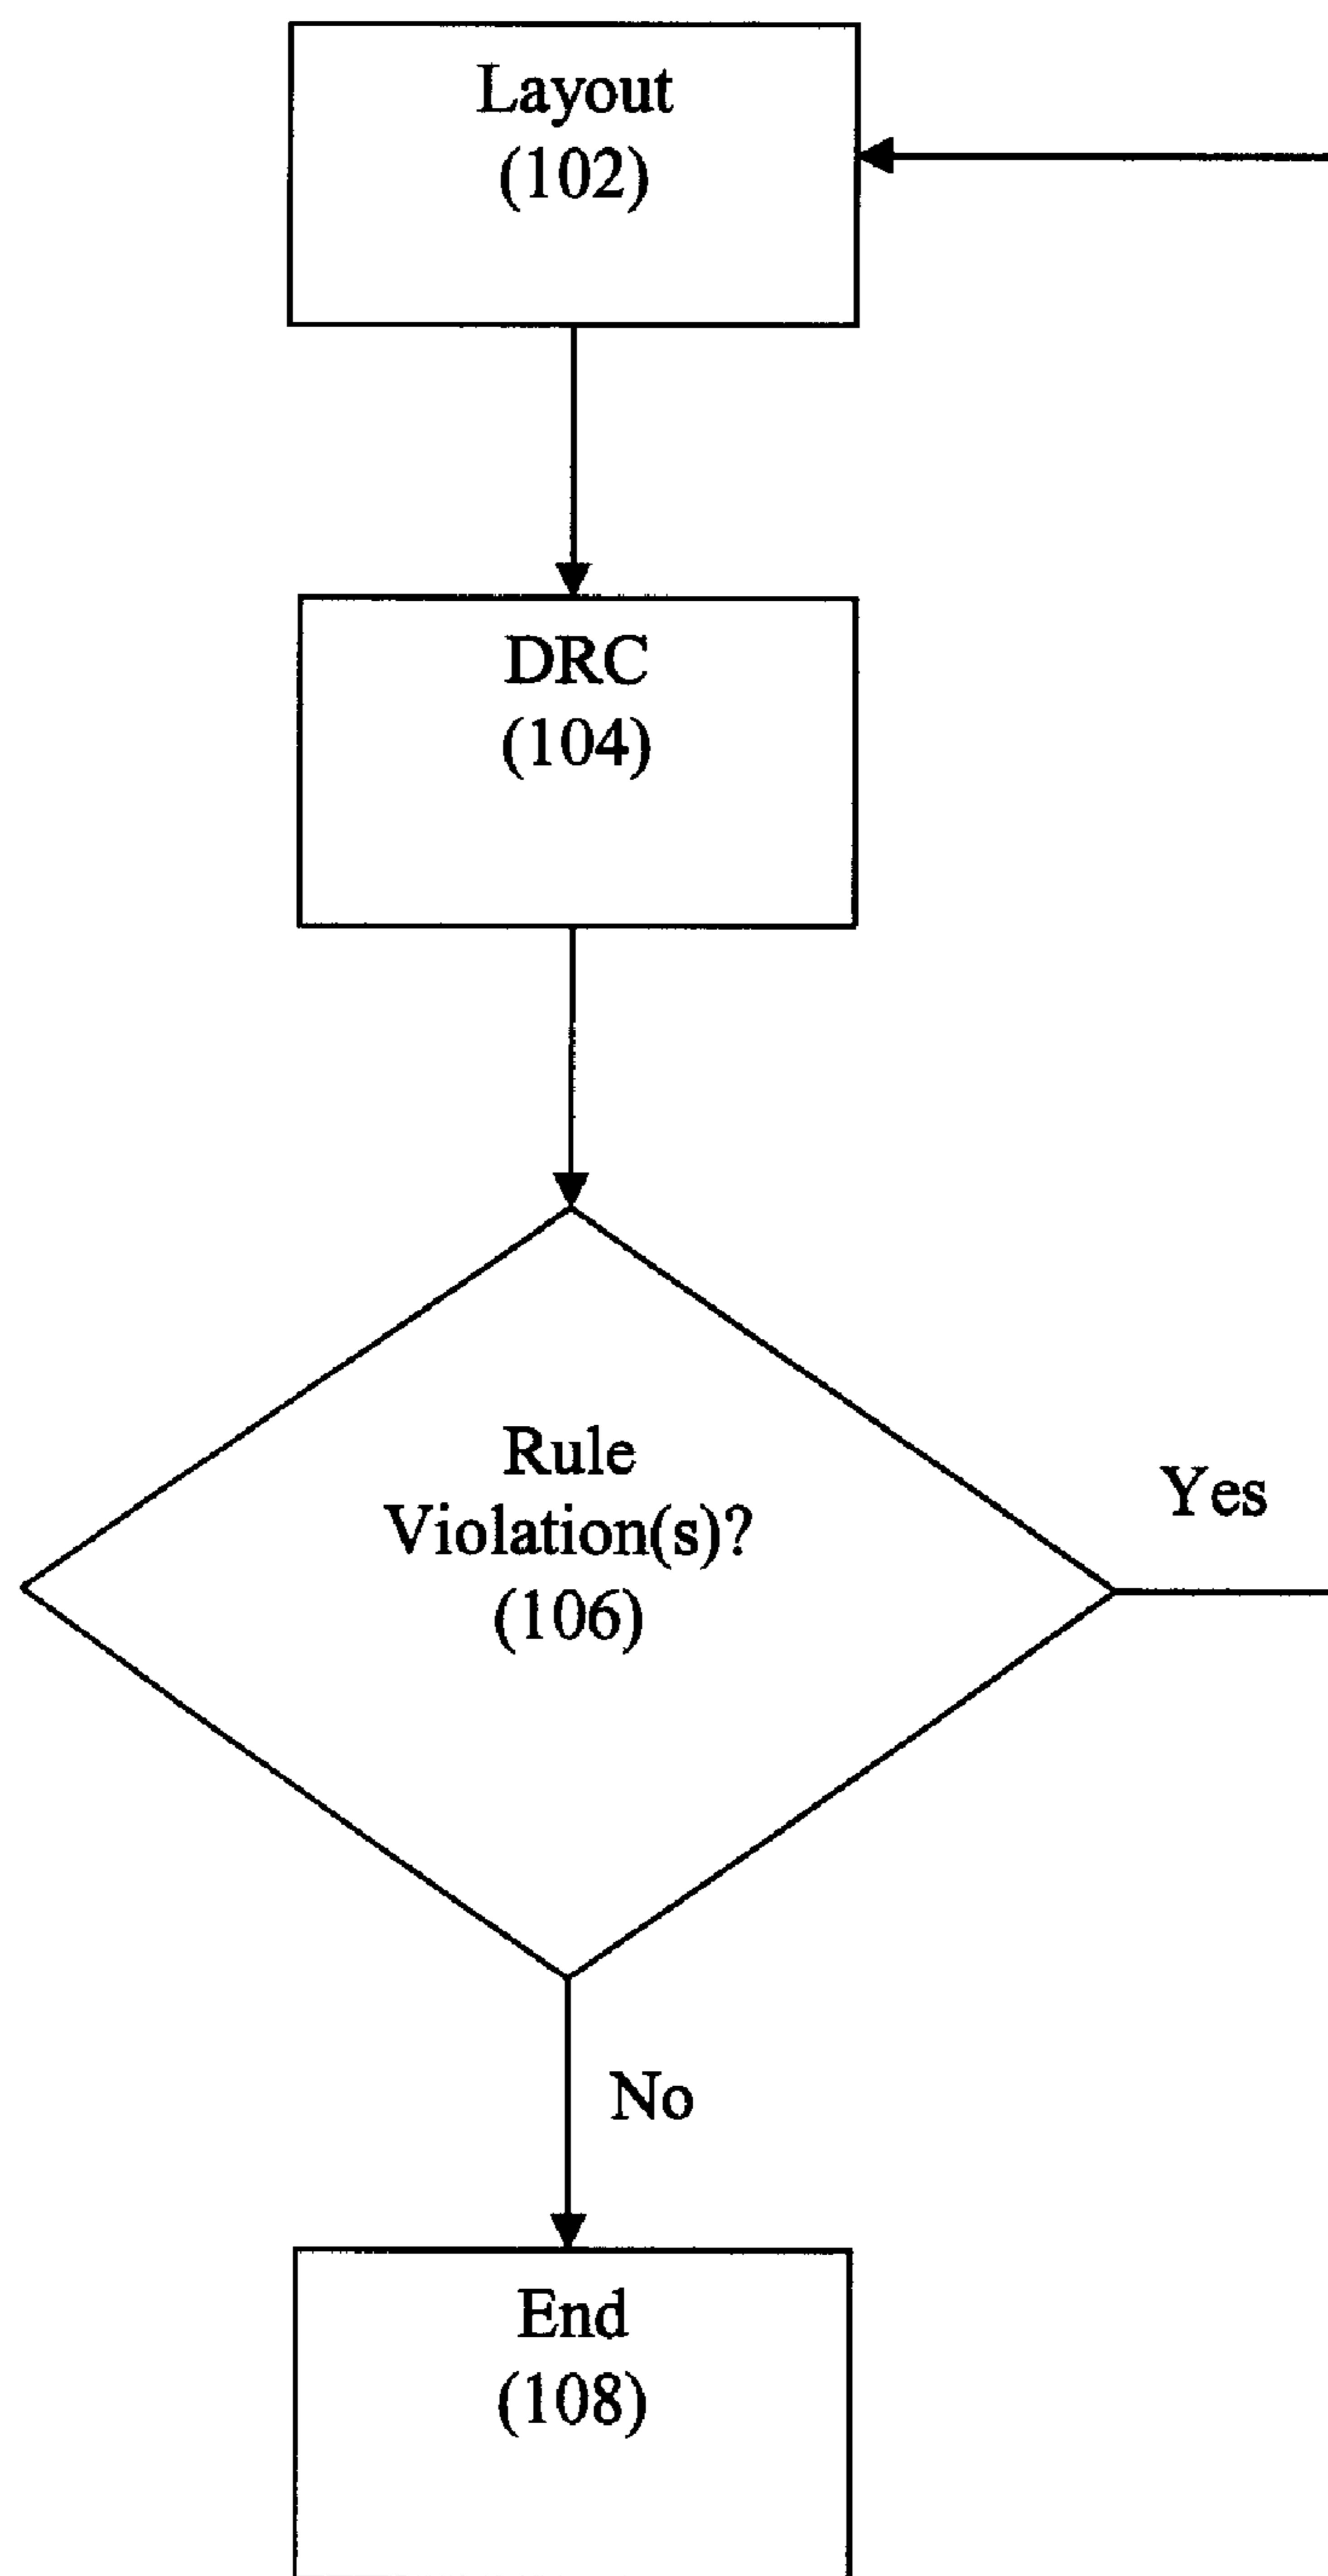 Layout
(102)
DRC
(104)
Rule
Violation(s)?
(106)
Yes
No
End
(108)